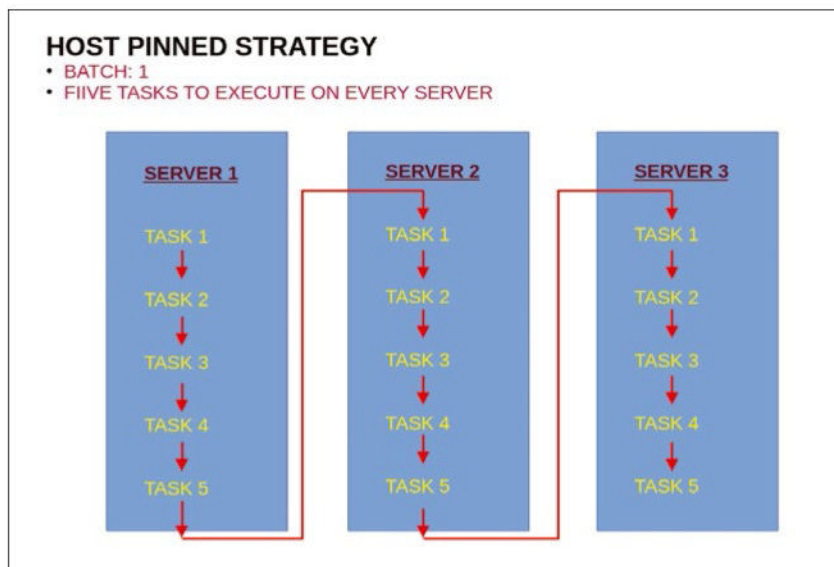 HOST PINNED STRATEGY
• BATCH: 1
• FIIVE TASKS TO EXECUTE ON EVERY SERVER
SERVER 1
TASK 1
TASK 2
TASK 3
TASK 4
TASK 5
SERVER 2
TASK 1
TASK 2
TASK 3
TASK 4
TASK 5
SERVER 3
TASK 1
TASK 2
TASK 3
TASK 4
TASK 5